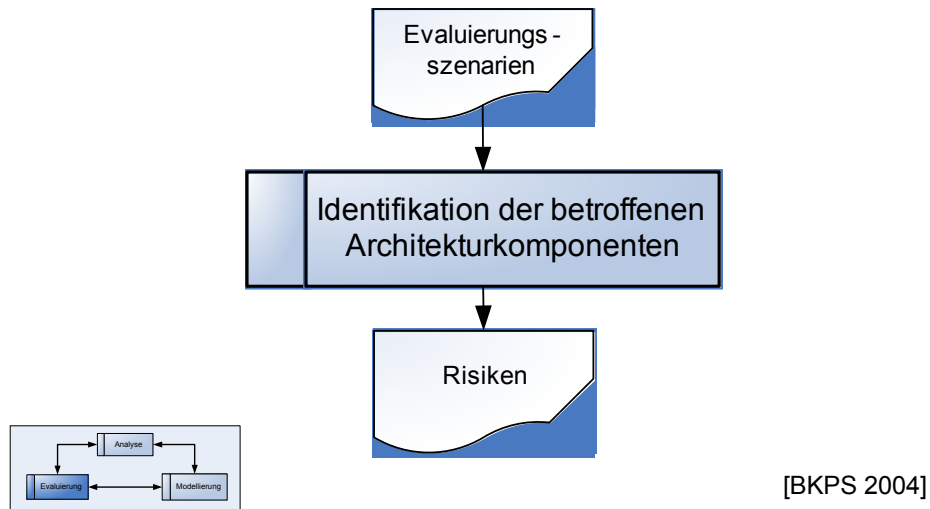 Evaluierungs -
szenarien
Identifikation der betroffenen
Architekturkomponenten
Risiken
Analyse
Evaluierung
Modellierung
[BKPS 2004]